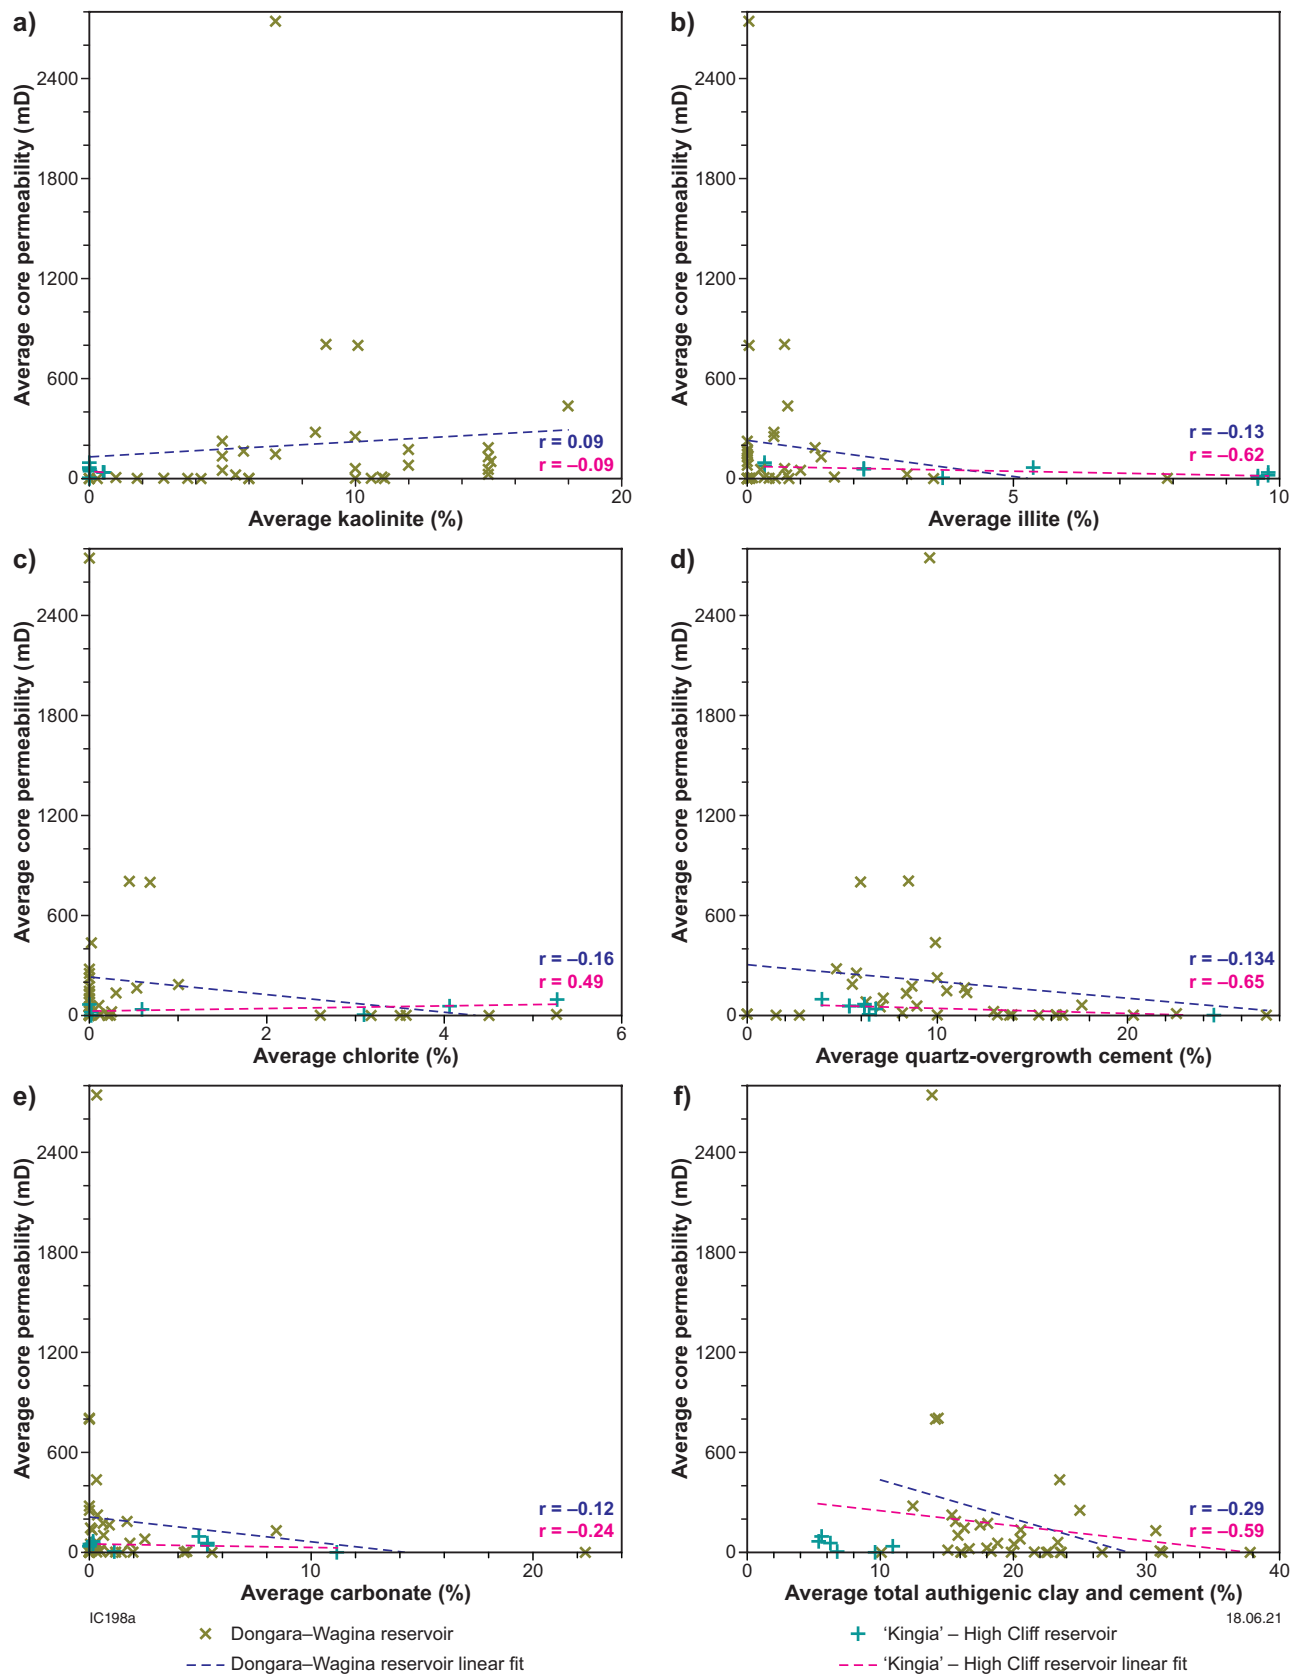 a)
Average core permeability (mD)
2400
1800
1200
600
0
0
10
20
r = 0.09
r = –0.09
Average kaolinite (%)
b)
Average core permeability (mD)
2400
1800
1200
600
0
0
5
10
r = –0.13
r = –0.62
Average illite (%)
c)
Average core permeability (mD)
2400
1800
1200
600
0
0
2
4
6
r = –0.16
r = 0.49
Average chlorite (%)
d)
Average core permeability (mD)
2400
1800
1200
600
0
0
10
20
r = –0.134
r = –0.65
Average quartz-overgrowth cement (%)
e)
Average core permeability (mD)
2400
1800
1200
600
0
0
10
20
r = –0.12
r = –0.24
Average carbonate (%)
f)
Average core permeability (mD)
2400
1800
1200
600
0
0
10
20
30
40
r = –0.29
r = –0.59
Average total authigenic clay and cement (%)
IC198a
18.06.21
Dongara–Wagina reservoir
Dongara–Wagina reservoir linear fit
'Kingia' – High Cliff reservoir
'Kingia' – High Cliff reservoir linear fit